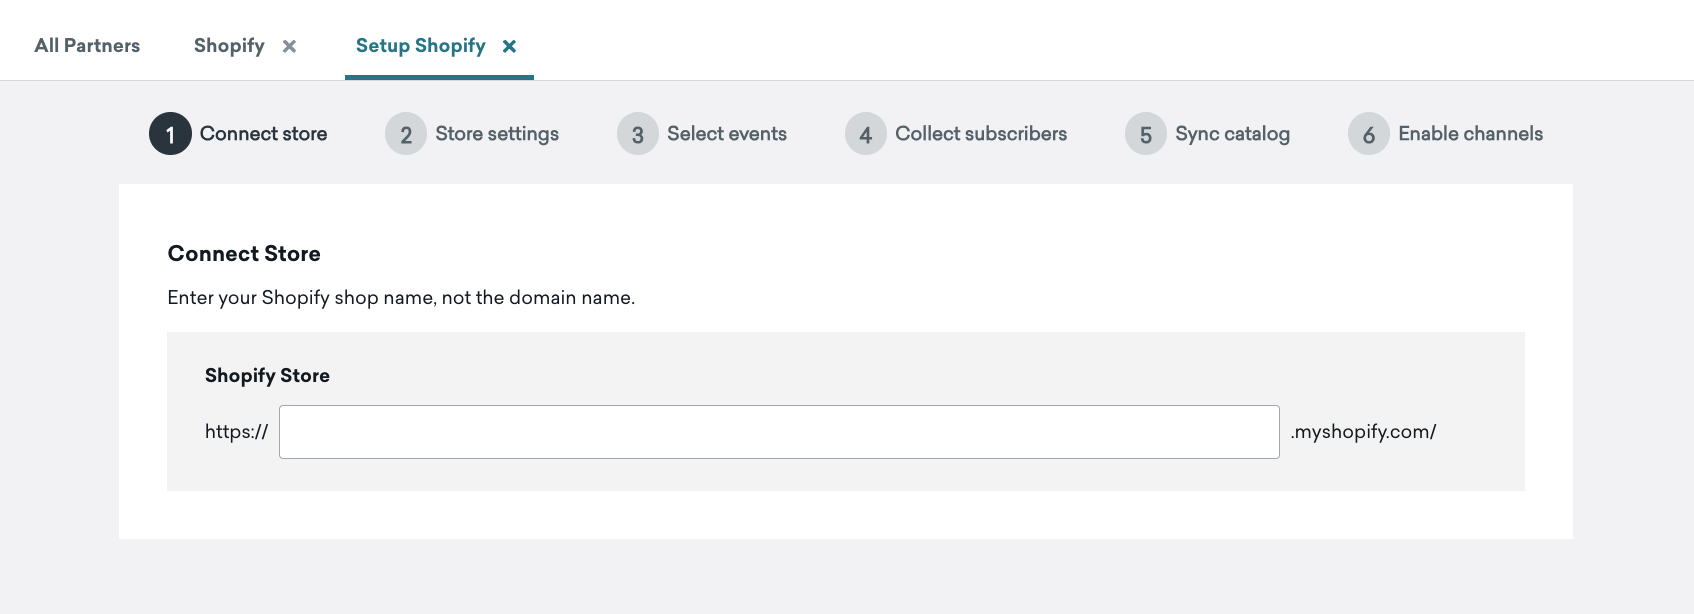 All Partners Shopify × Setup Shopify ×
1 Connect store 2 Store settings 3 Select events 4 Collect subscribers 5 Sync catalog 6 Enable channels
Connect Store
Enter your Shopify shop name, not the domain name.
Shopify Store
https:// .myshopify.com/